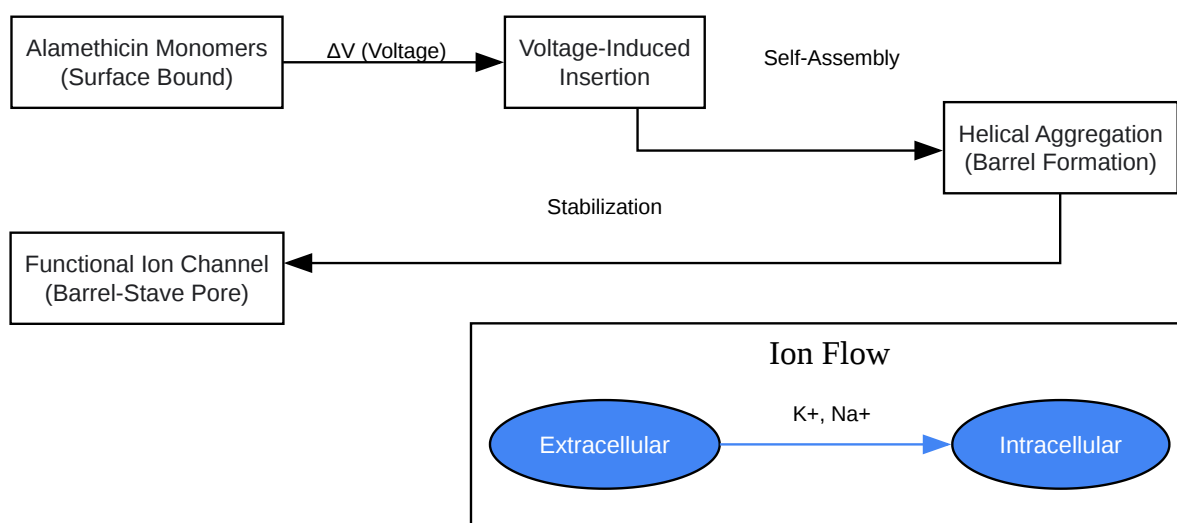 Alamethicin Monomers
(Surface Bound)
ΔV (Voltage)
Voltage-Induced
Insertion
Self-Assembly
Helical Aggregation
(Barrel Formation)
Stabilization
Functional Ion Channel
(Barrel-Stave Pore)
Ion Flow
Extracellular
K+, Na+
Intracellular